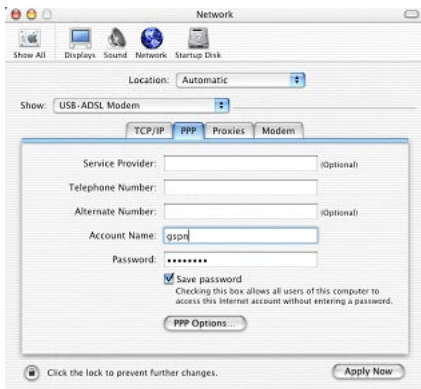 Network
Show All Displays Sound Network Startup Disk
Location: Automatic
Show: USB-ADSL Modem
TCP/IP PPP Proxies Modem
Service Provider: (Optional)
Telephone Number:
Alternate Number: (Optional)
Account Name: gspn
Password: ••••••••
Save password
Checking this box allows all users of this computer to
access this Internet account without entering a password.
PPP Options...
Click the lock to prevent further changes. Apply Now